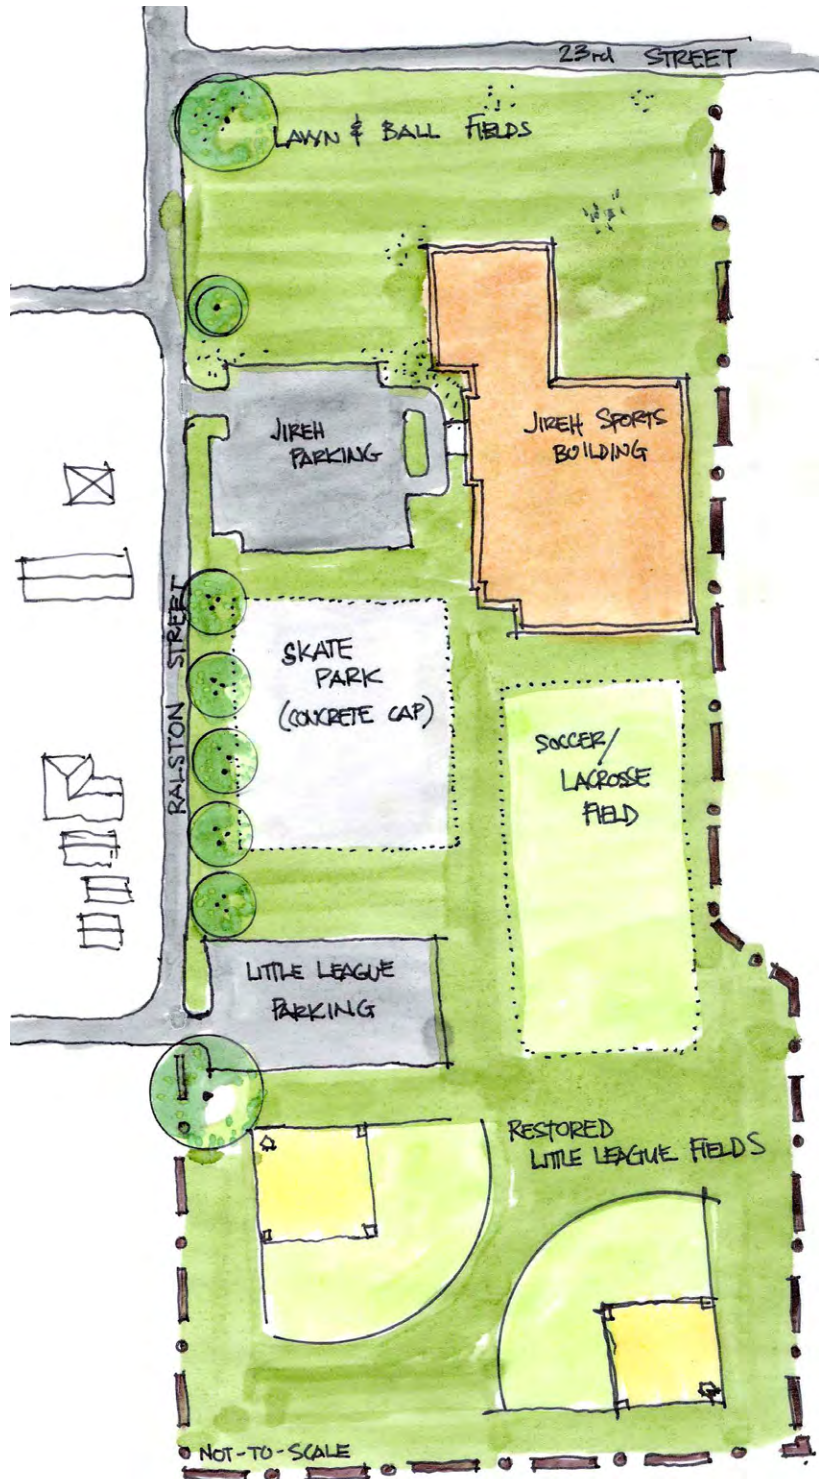 23rd STREET
LAWN & BALL FIELDS
JIREH SPORTS
BUILDING
JIREH
PARKING
RALSTON STREET
SKATE
PARK
(CONCRETE CAP)
SOCCER/
LACROSSE
FIELD
LITTLE LEAGUE
PARKING
RESTORED
LITTLE LEAGUE FIELDS
NOT-TO-SCALE